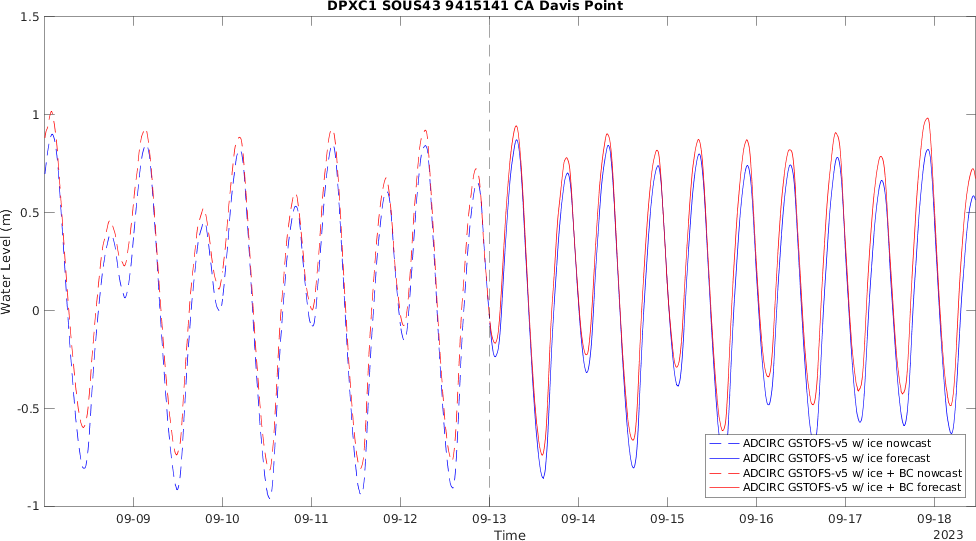 DPXC1 SOUS43 9415141 CA Davis Point
1.5
1
0.5
0
-0.5
-1
Water Level (m)
09-09 09-10 09-11 09-12 09-13 09-14 09-15 09-16 09-17 09-18
Time
2023
ADCIRC GSTOFS-v5 w/ ice nowcast
ADCIRC GSTOFS-v5 w/ ice forecast
ADCIRC GSTOFS-v5 w/ ice + BC nowcast
ADCIRC GSTOFS-v5 w/ ice + BC forecast